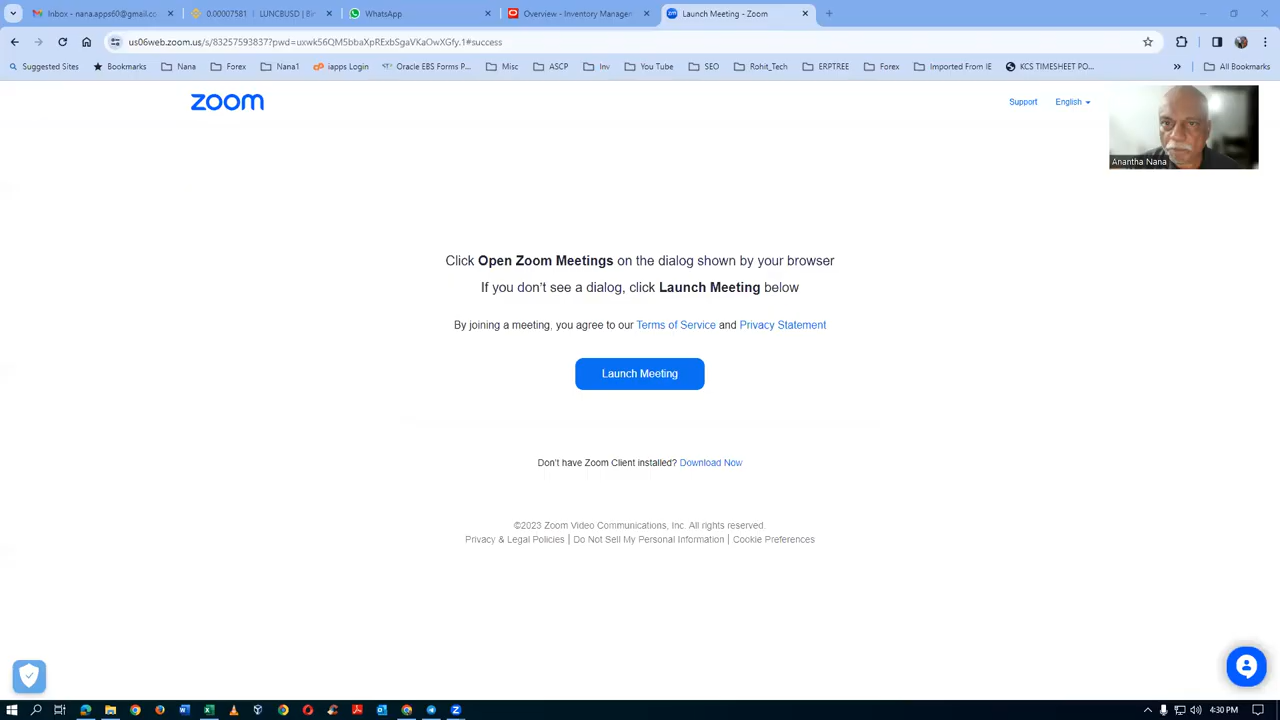 Inbox - nana.apps60@gmail.co
0.00007581 | LUNCBUSD | Bi
WhatsApp
Overview - Inventory Manager
Launch Meeting - Zoom
us06web.zoom.us/s/83257593837?pwd=uxwk56QM5bbaXpRExbSgaVKaOwXGfy.1#success
Suggested Sites
Bookmarks
Nana
Forex
Nana1
iapps.Login
Oracle EBS Forms P...
Misc
ASCP
Inv
You Tube
SEO
Rohit_Tech
ERPTREE
Forex
Imported From IE
KCS TIMESHEET PO...
All Bookmarks
zoom
Support
English
Anantha Nana
Click Open Zoom Meetings on the dialog shown by your browser
If you don't see a dialog, click Launch Meeting below
By joining a meeting, you agree to our Terms of Service and Privacy Statement
Launch Meeting
Don't have Zoom Client installed? Download Now
©2023 Zoom Video Communications, Inc. All rights reserved.
Privacy & Legal Policies | Do Not Sell My Personal Information | Cookie Preferences
4:30 PM